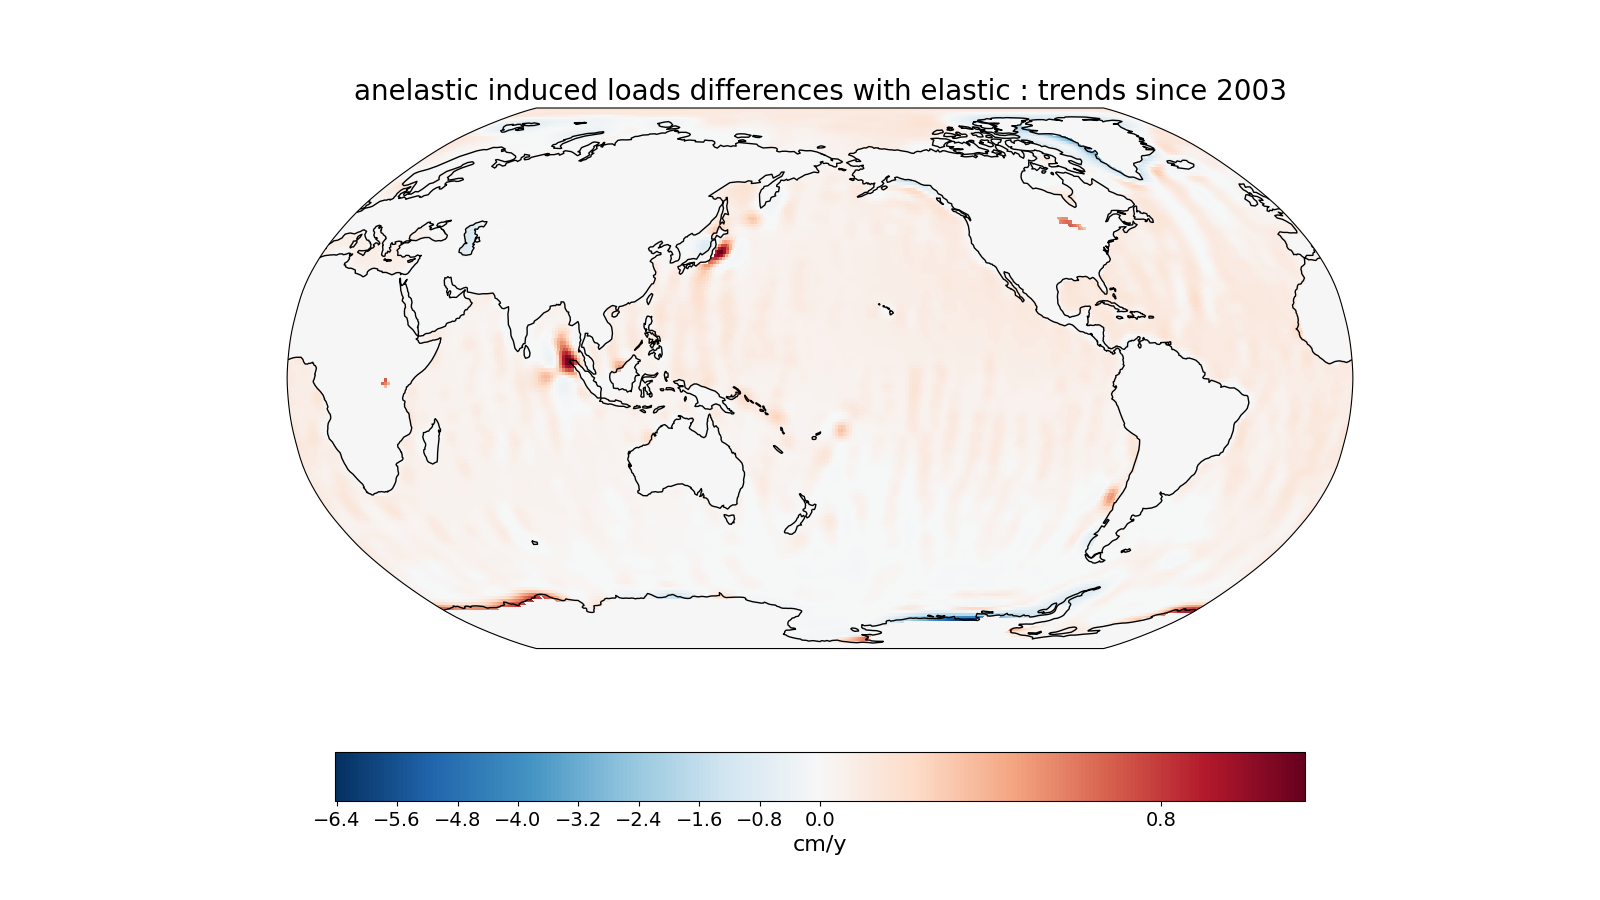 anelastic induced loads differences with elastic : trends since 2003
−6.4 −5.6 −4.8 −4.0 −3.2 −2.4 −1.6 −0.8 0.0 0.8
cm/y